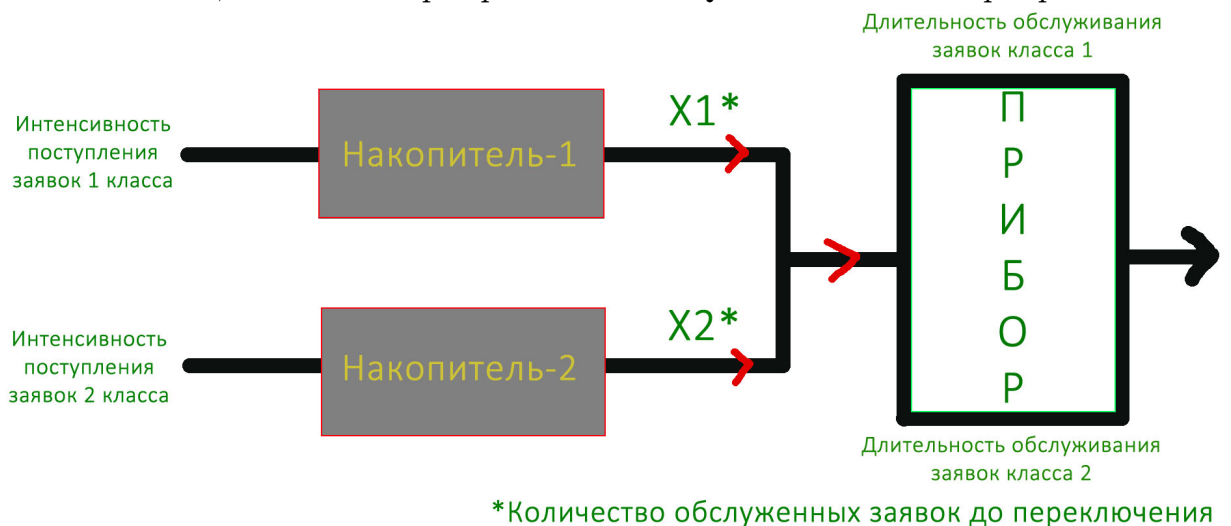 Длительность обслуживания
заявок класса 1
Интенсивность
поступления
заявок 1 класса
Накопитель-1
X1*
ПРИБОР
Интенсивность
поступления
заявок 2 класса
Накопитель-2
X2*
Длительность обслуживания
заявок класса 2
*Количество обслуженных заявок до переключения